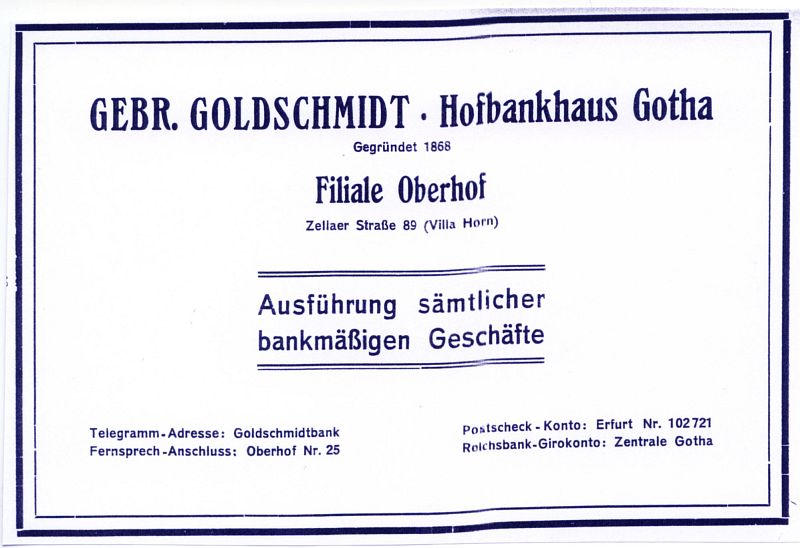 GEBR. GOLDSCHMIDT · Hofbankhaus Gotha
Gegründet 1868
Filiale Oberhof
Zellaer Straße 89 (Villa Horn)
Ausführung sämtlicher
bankmäßigen Geschäfte
Telegramm-Adresse: Goldschmidtbank
Fernsprech-Anschluss: Oberhof Nr. 25
Postscheck-Konto: Erfurt Nr. 102721
Reichsbank-Girokonto: Zentrale Gotha